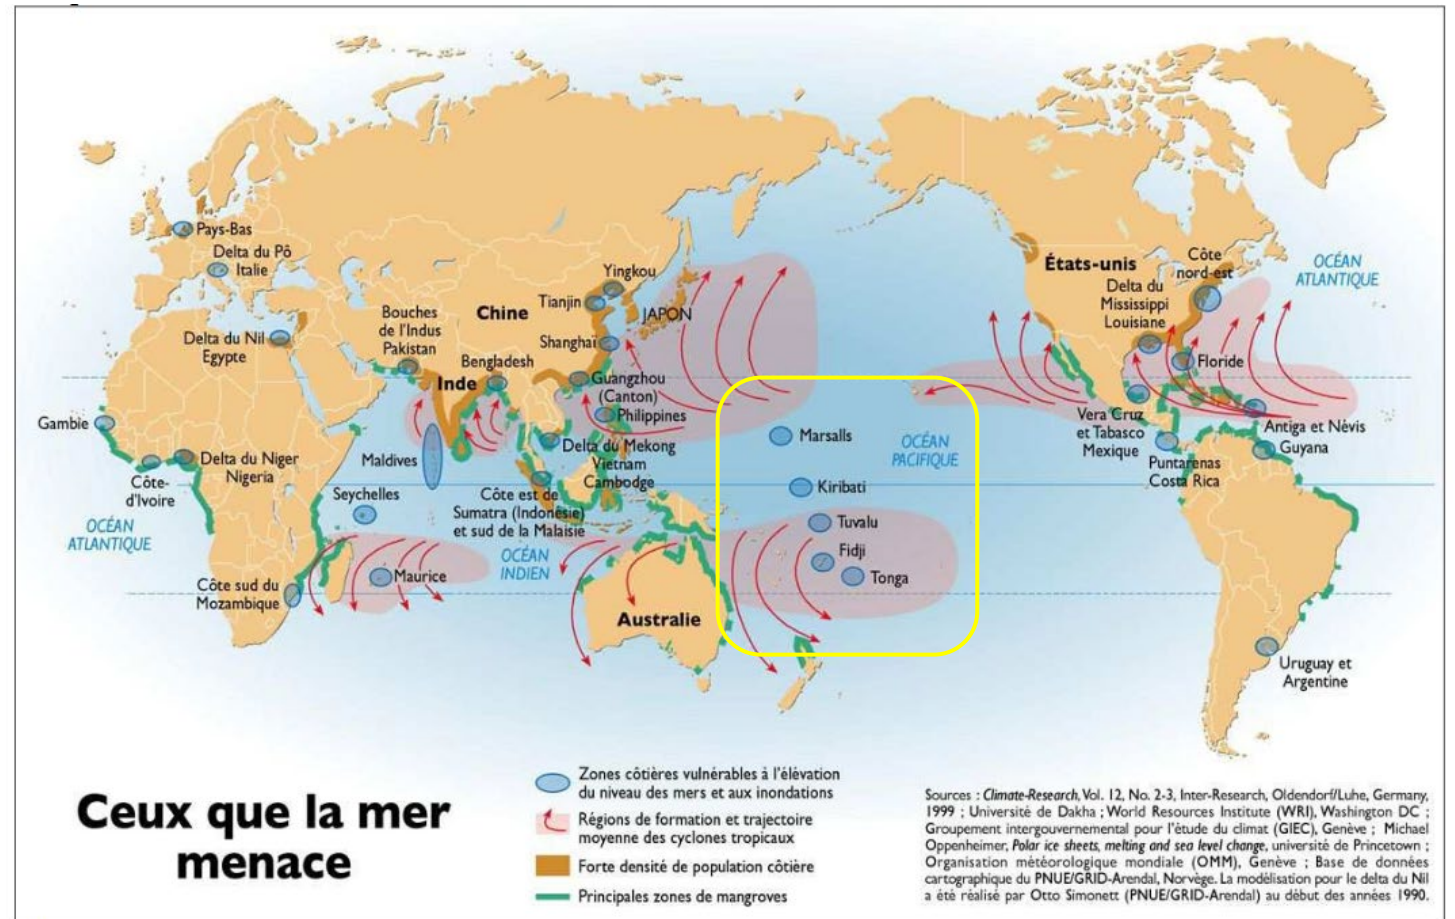 Pays-Bas
Delta du Pô
Italie
Delta du Nil
Egypte
Bouches
de l'Indus
Pakistan
Chine
Yingkou
Tianjin
JAPON
Shanghaï
Bengladesh
Inde
Guangzhou
(Canton)
Philippines
Gambie
Delta du Niger
Nigeria
Côte-
d'Ivoire
Maldives
Seychelles
Delta du Mekong
Vietnam
Cambodge
Côte est de
Sumatra (Indonésie)
et sud de la Malaisie
OCÉAN
ATLANTIQUE
OCÉAN
INDIEN
Maurice
Côte sud du
Mozambique
Australie
Marsalls
Kiribati
Tuvalu
Fidji
Tonga
OCÉAN
PACIFIQUE
États-unis
Côte
nord-est
Delta du
Mississippi
Louisiane
OCÉAN
ATLANTIQUE
Floride
Vera Cruz
et Tabasco
Mexique
Antiga et Nèvis
Guyana
Puntarenas
Costa Rica
Uruguay et
Argentine
Ceux que la mer
menace
Zones côtières vulnérables à l'élévation
du niveau des mers et aux inondations
Régions de formation et trajectoire
moyenne des cyclones tropicaux
Forte densité de population côtière
Principales zones de mangroves
Sources : Climate-Research, Vol. 12, No. 2-3, Inter-Research, Oldendorf/Luhe, Germany,
1999 ; Université de Dakha ; World Resources Institute (WRI), Washington DC ;
Groupement intergouvernemental pour l'étude du climat (GIEC), Genève ; Michael
Oppenheimer, Polar ice sheets, melting and sea level change, université de Princetown ;
Organisation météorologique mondiale (OMM), Genève ; Base de données
cartographique du PNUE/GRID-Arendal, Norvège. La modélisation pour le delta du Nil
a été réalisé par Otto Simonett (PNUE/GRID-Arendal) au début des années 1990.